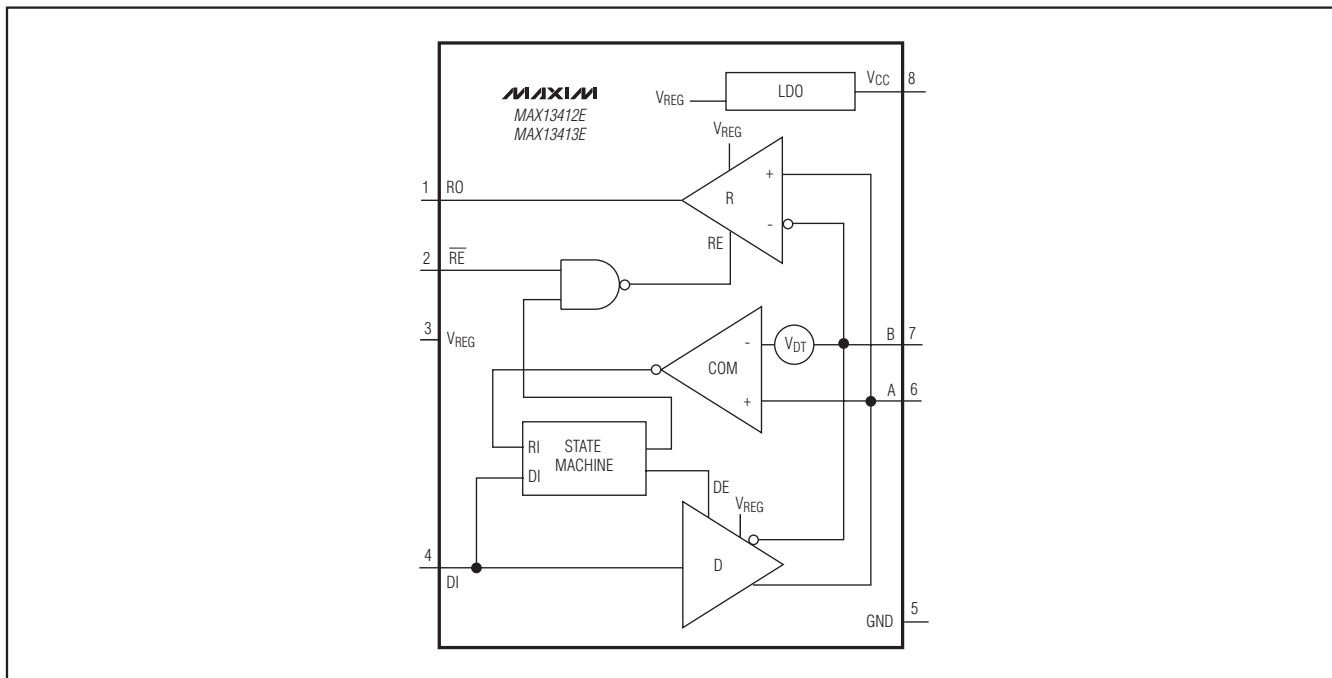 MAXIM
MAX13412E
MAX13413E
VCC 8
LDO
VREG
VREG
1 RO
+
R
-
RE
2 R̅E̅
3 VREG
B 7
-
VDT
COM
A 6
+
RI
STATE
MACHINE
DI
DE
VREG
4
DI
D
5
GND